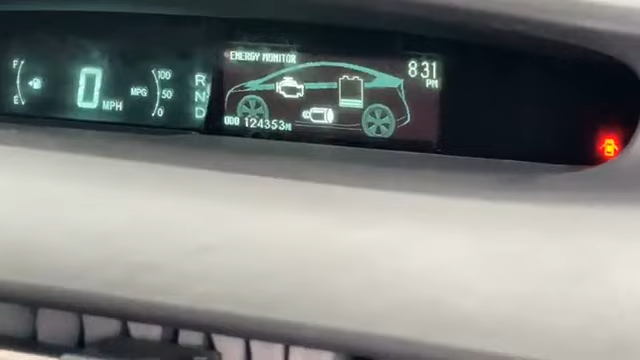 F
E
0 MPH
MPG
100
50
0
R
N
D
ENERGY MONITOR
ODO 124353MI
8:31
PM